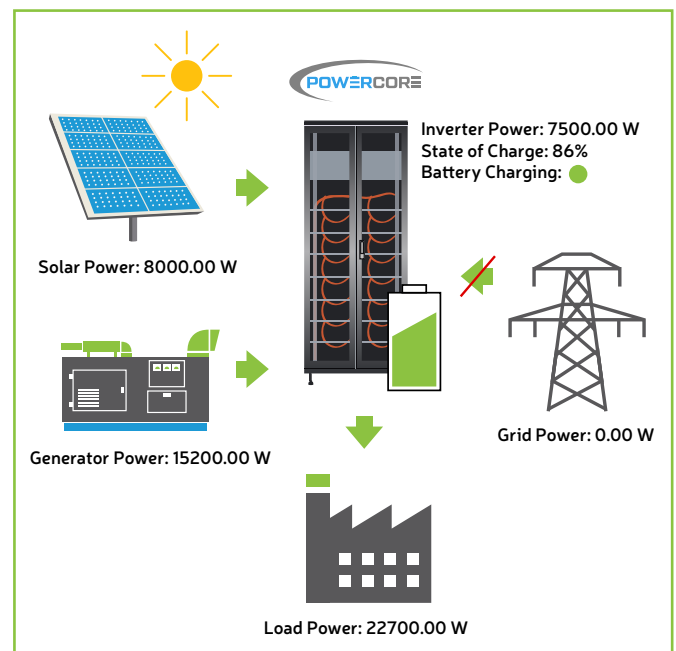 POWERCORE
Inverter Power: 7500.00 W
State of Charge: 86%
Battery Charging:
Solar Power: 8000.00 W
Generator Power: 15200.00 W
Grid Power: 0.00 W
Load Power: 22700.00 W